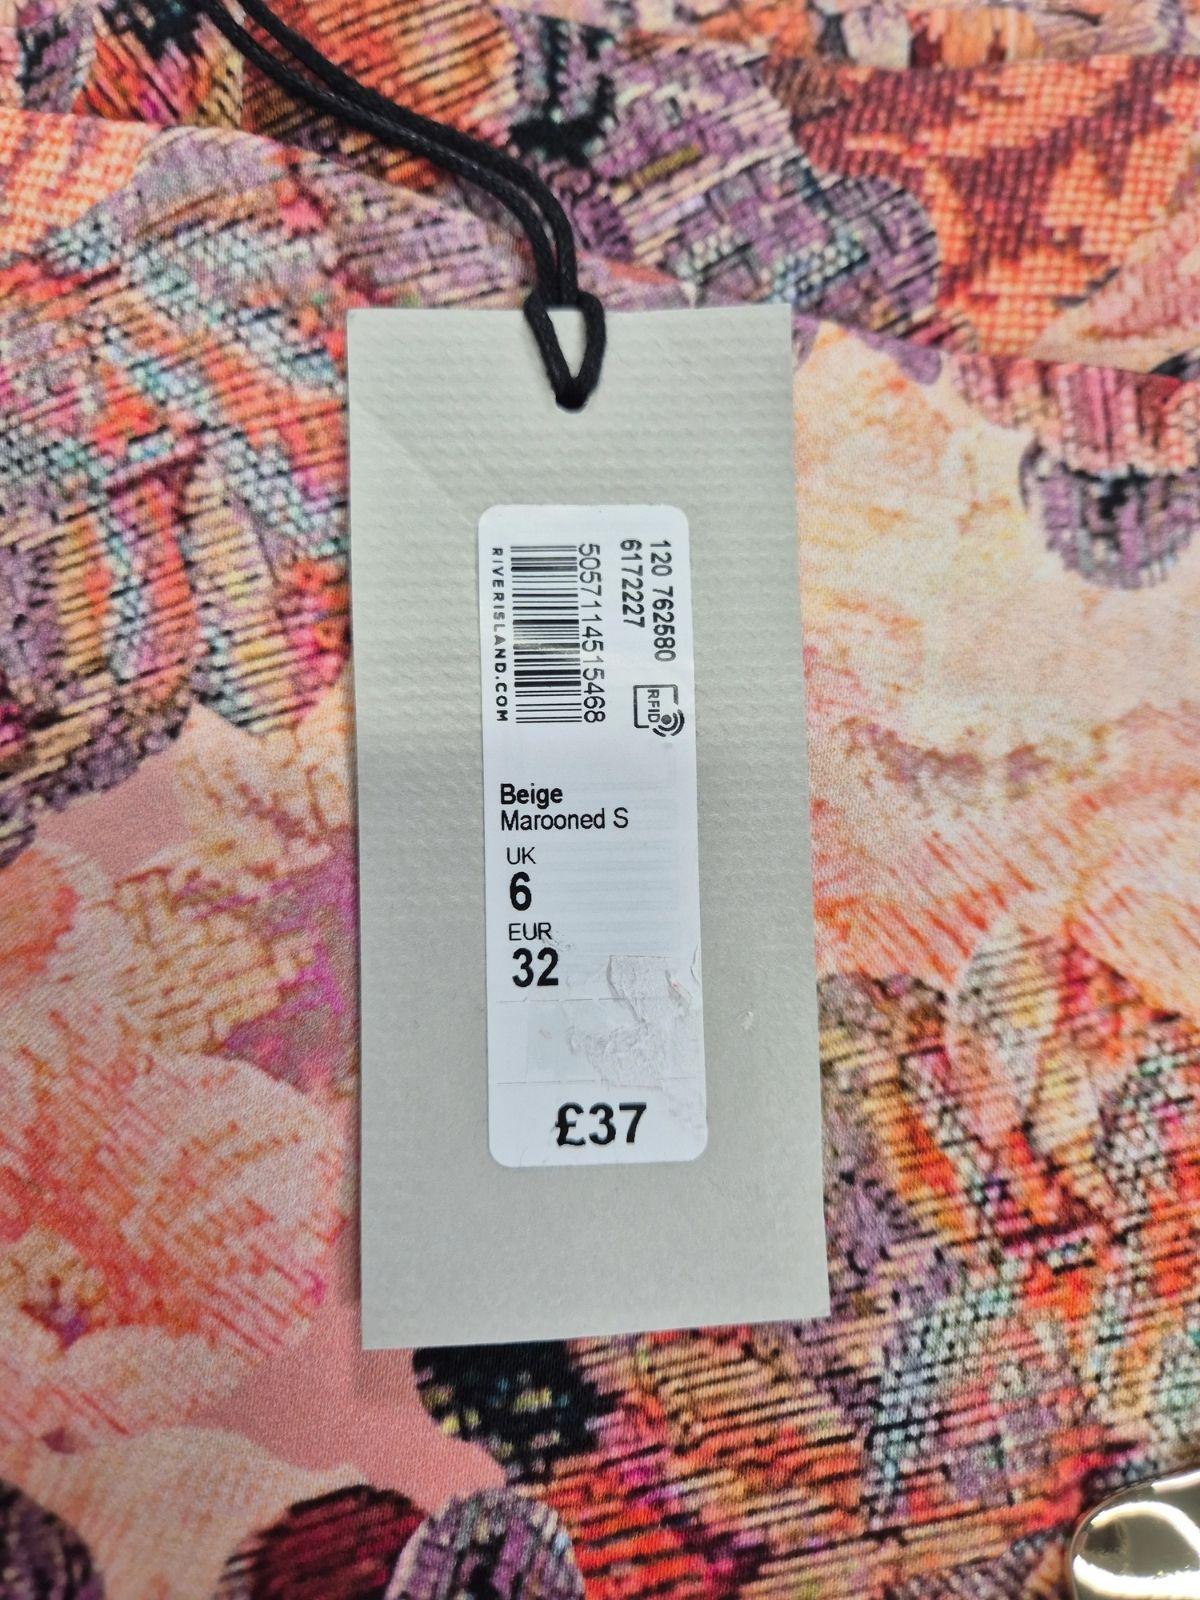 120 762580
6172227
RFID
5057114515468
RIVERISLAND.COM
Beige
Marooned S
UK
6
EUR
32
£37